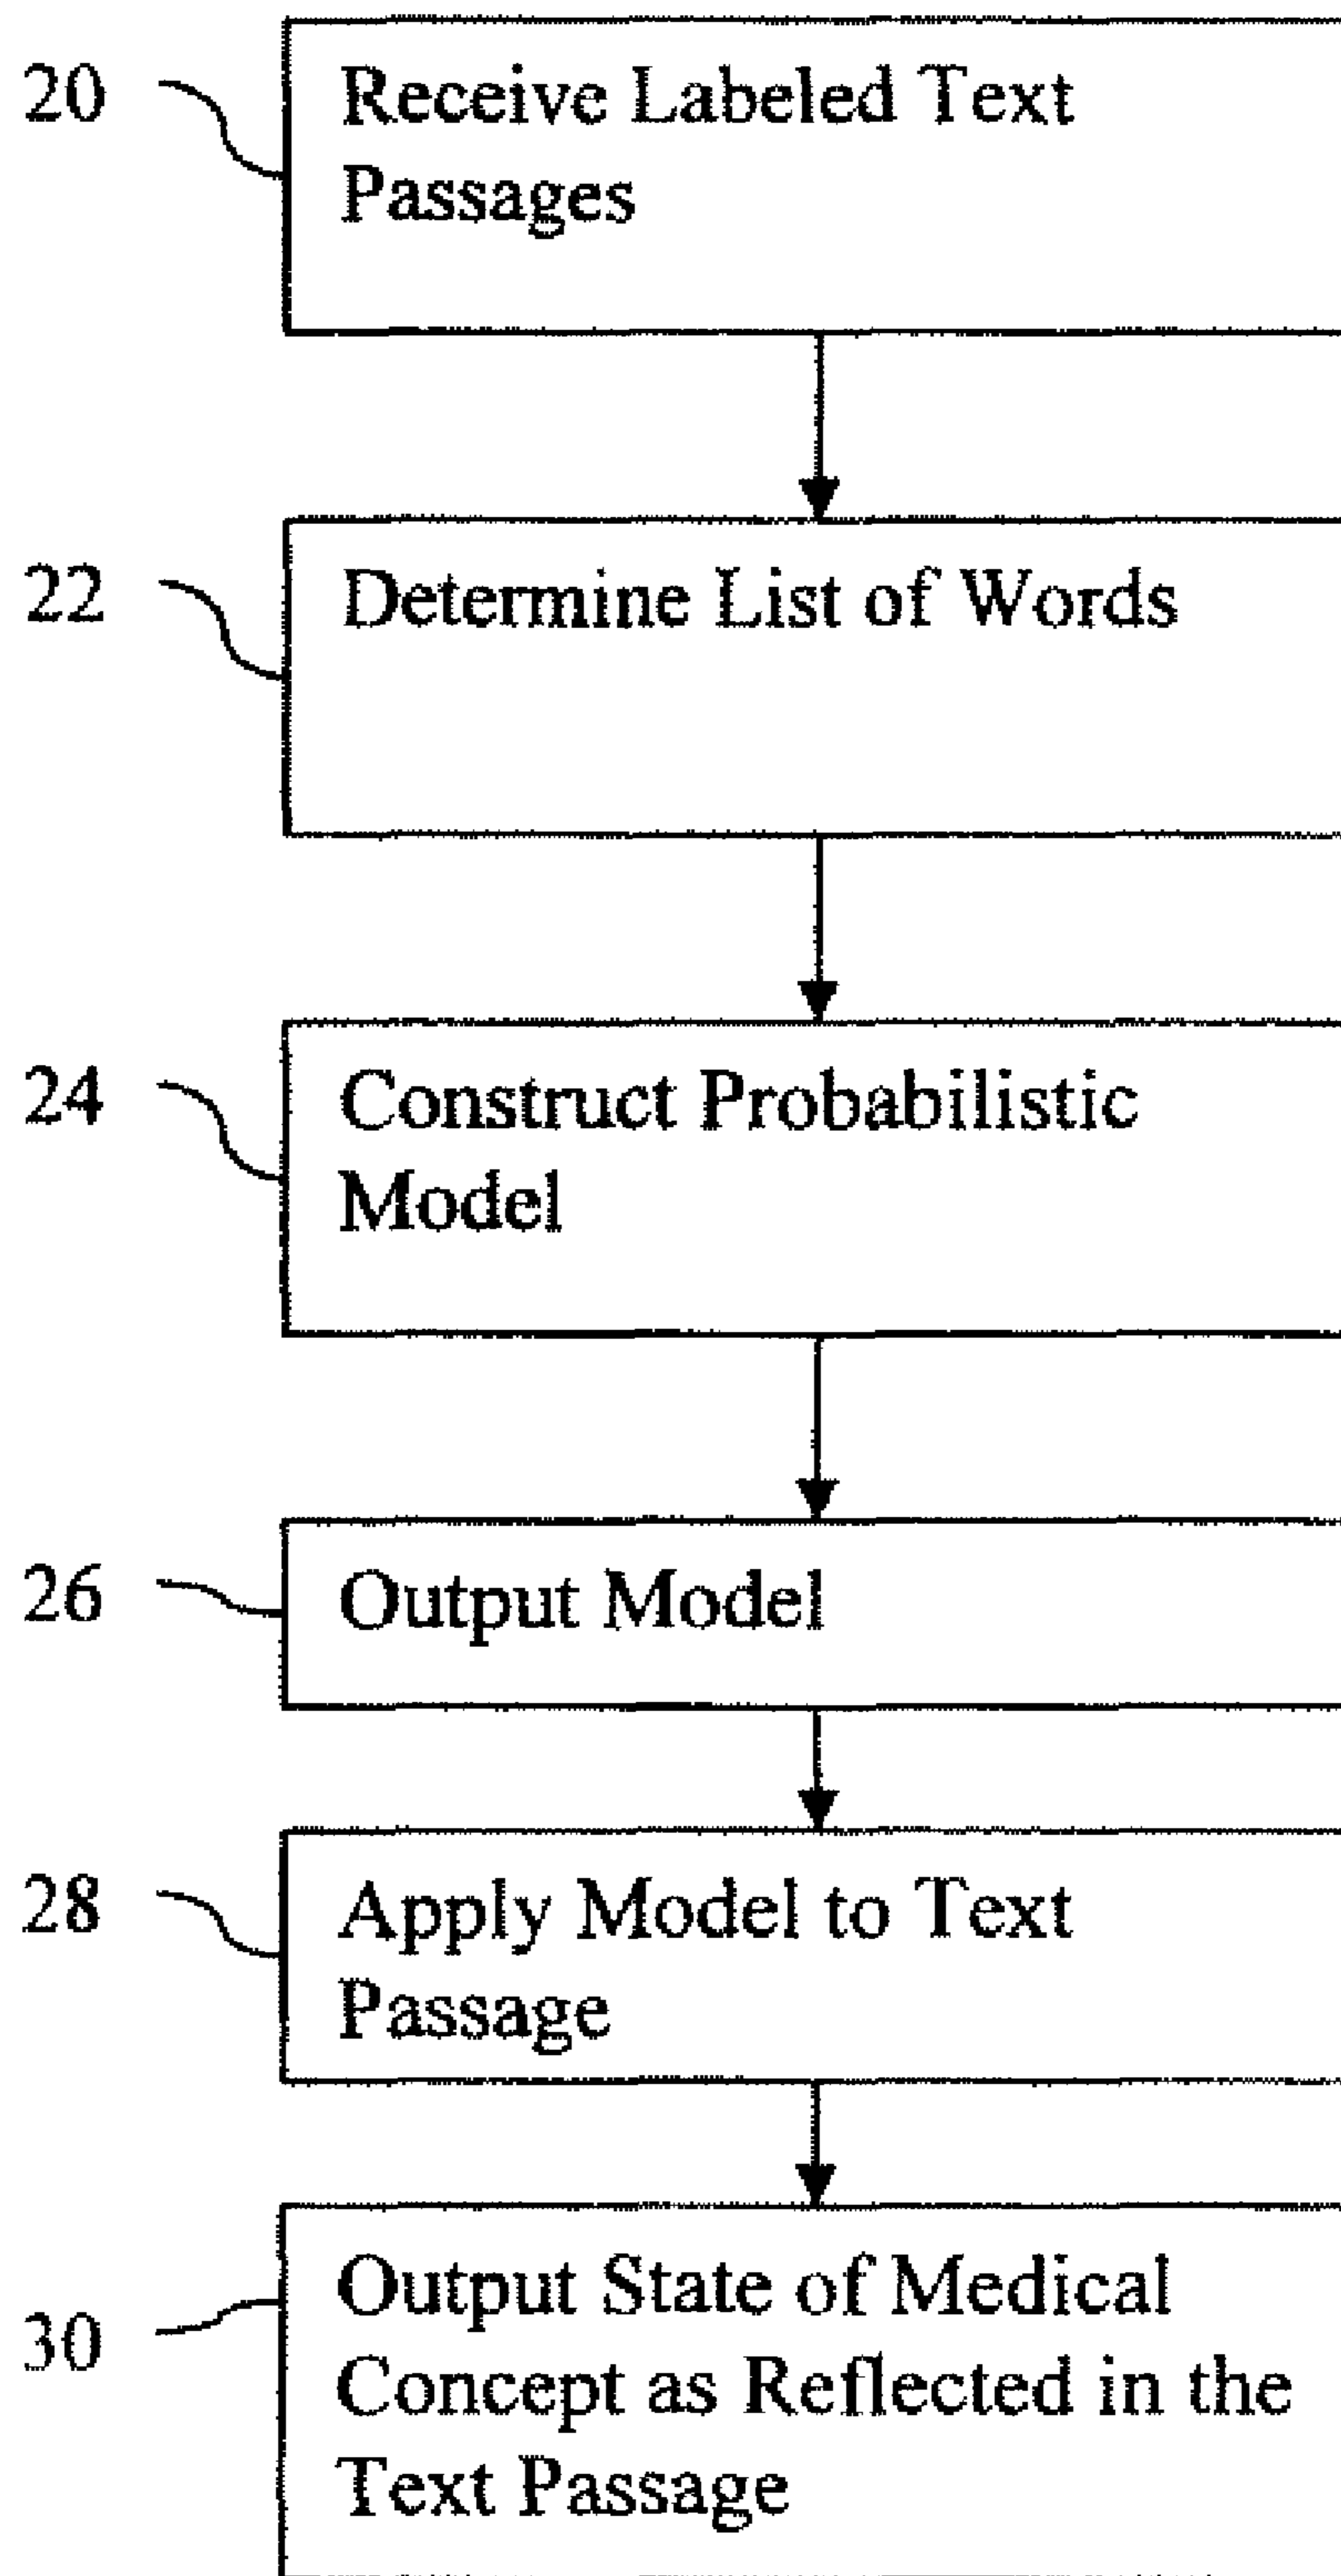 20
Receive Labeled Text
Passages
22
Determine List of Words
24
Construct Probabilistic
Model
26
Output Model
28
Apply Model to Text
Passage
30
Output State of Medical
Concept as Reflected in the
Text Passage